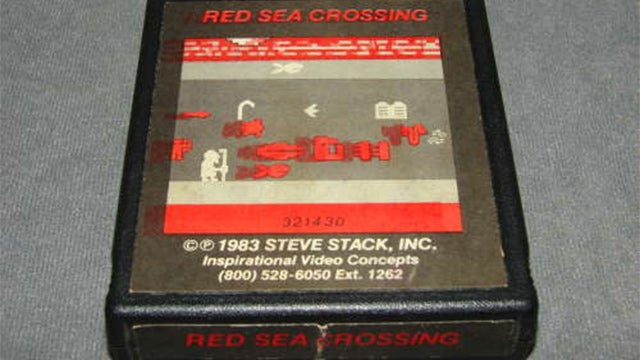 RED SEA CROSSING
321430
©℗ 1983 STEVE STACK, INC.
Inspirational Video Concepts
(800) 528-6050 Ext. 1262
RED SEA CROSSING